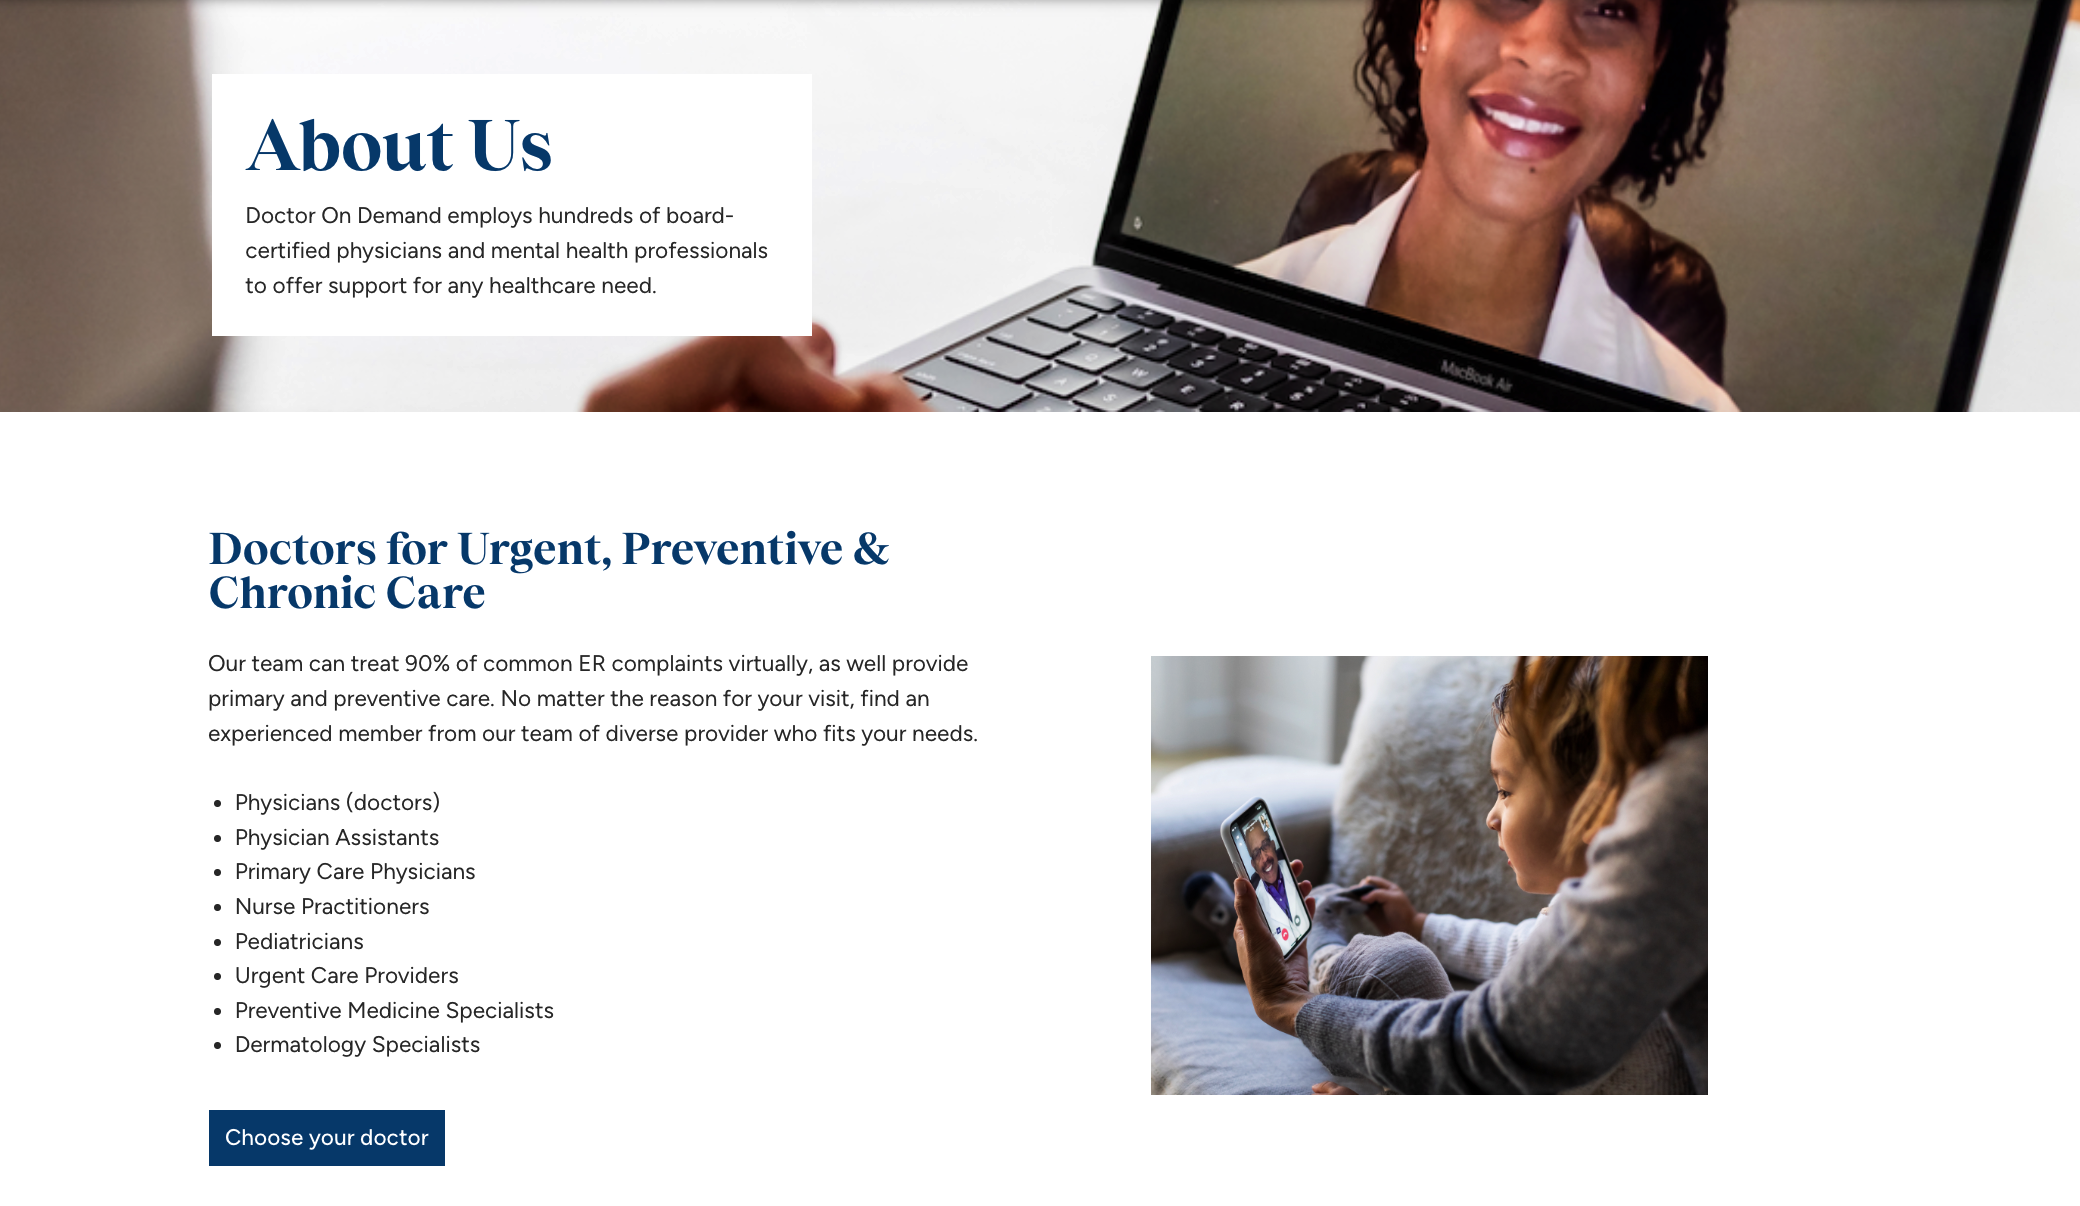 About Us
Doctor On Demand employs hundreds of board-
certified physicians and mental health professionals
to offer support for any healthcare need.
MacBook Air
Doctors for Urgent, Preventive &
Chronic Care
Our team can treat 90% of common ER complaints virtually, as well provide
primary and preventive care. No matter the reason for your visit, find an
experienced member from our team of diverse provider who fits your needs.
Physicians (doctors)
Physician Assistants
Primary Care Physicians
Nurse Practitioners
Pediatricians
Urgent Care Providers
Preventive Medicine Specialists
Dermatology Specialists
Choose your doctor